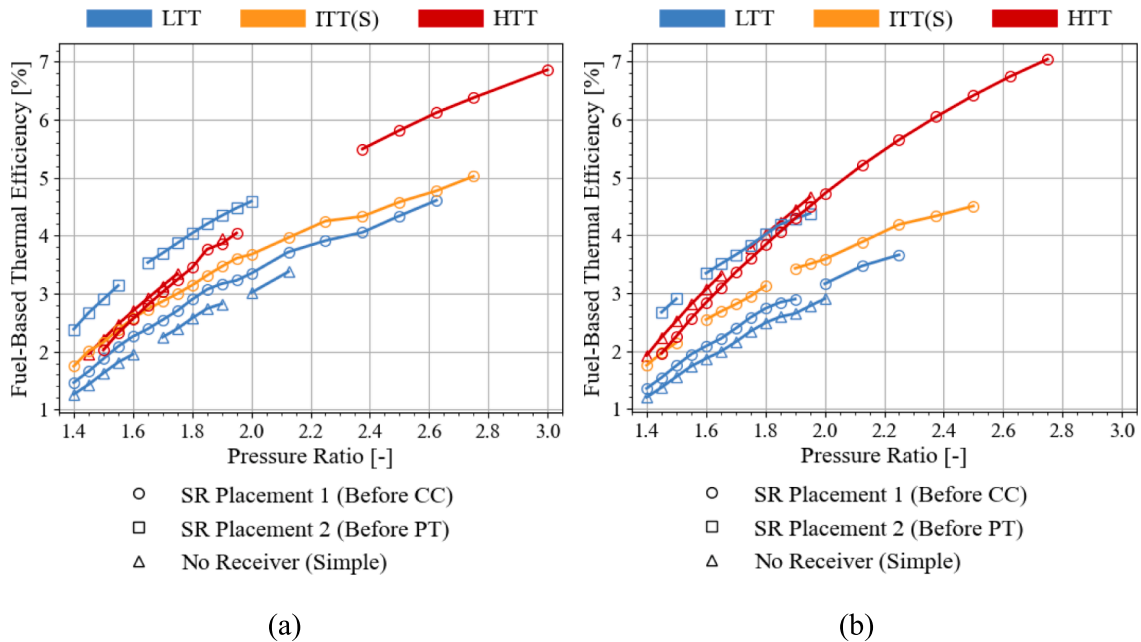 LTT ITT(S) HTT
Fuel-Based Thermal Efficiency [%]
7
6
5
4
3
2
1
1.4 1.6 1.8 2.0 2.2 2.4 2.6 2.8 3.0
Pressure Ratio [-]
SR Placement 1 (Before CC)
SR Placement 2 (Before PT)
No Receiver (Simple)
(a)
LTT ITT(S) HTT
Fuel-Based Thermal Efficiency [%]
7
6
5
4
3
2
1
1.4 1.6 1.8 2.0 2.2 2.4 2.6 2.8 3.0
Pressure Ratio [-]
SR Placement 1 (Before CC)
SR Placement 2 (Before PT)
No Receiver (Simple)
(b)